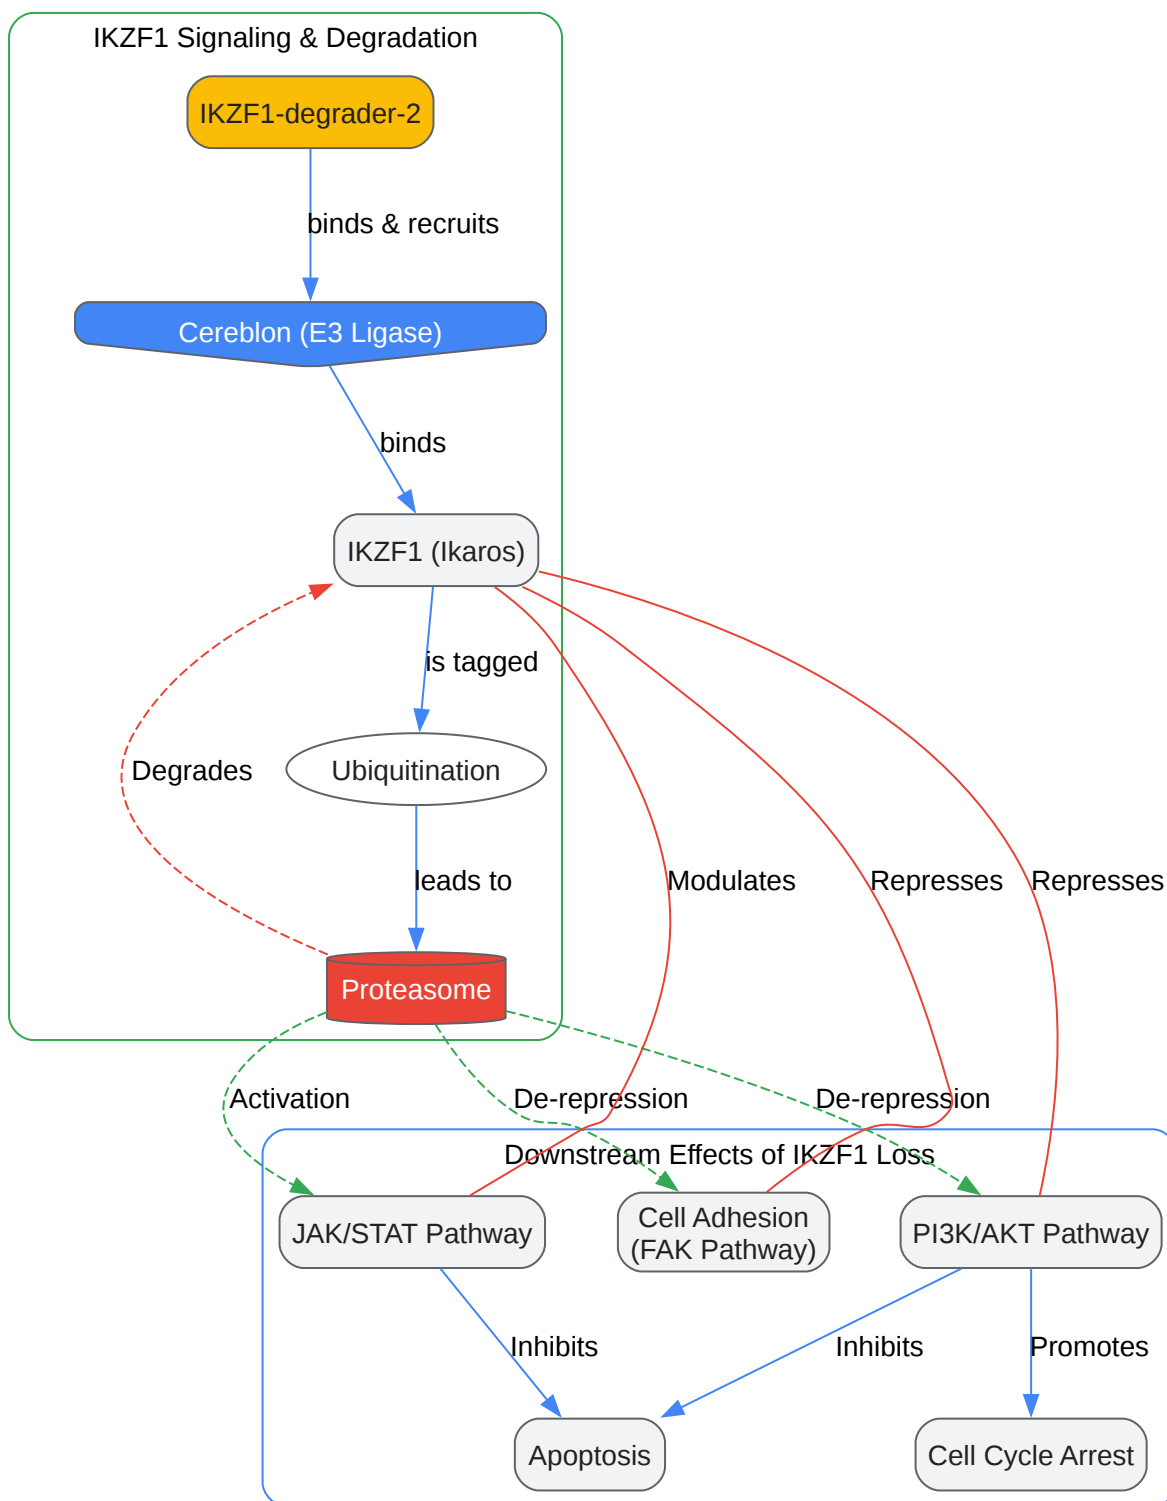 IKZF1 Signaling & Degradation
IKZF1-degrader-2
binds & recruits
Cereblon (E3 Ligase)
binds
IKZF1 (Ikaros)
is tagged
Degrades
Ubiquitination
leads to
Modulates
Represses
Represses
Proteasome
Activation
De-repression
De-repression
Downstream Effects of IKZF1 Loss
JAK/STAT Pathway
Cell Adhesion
(FAK Pathway)
PI3K/AKT Pathway
Inhibits
Inhibits
Promotes
Apoptosis
Cell Cycle Arrest